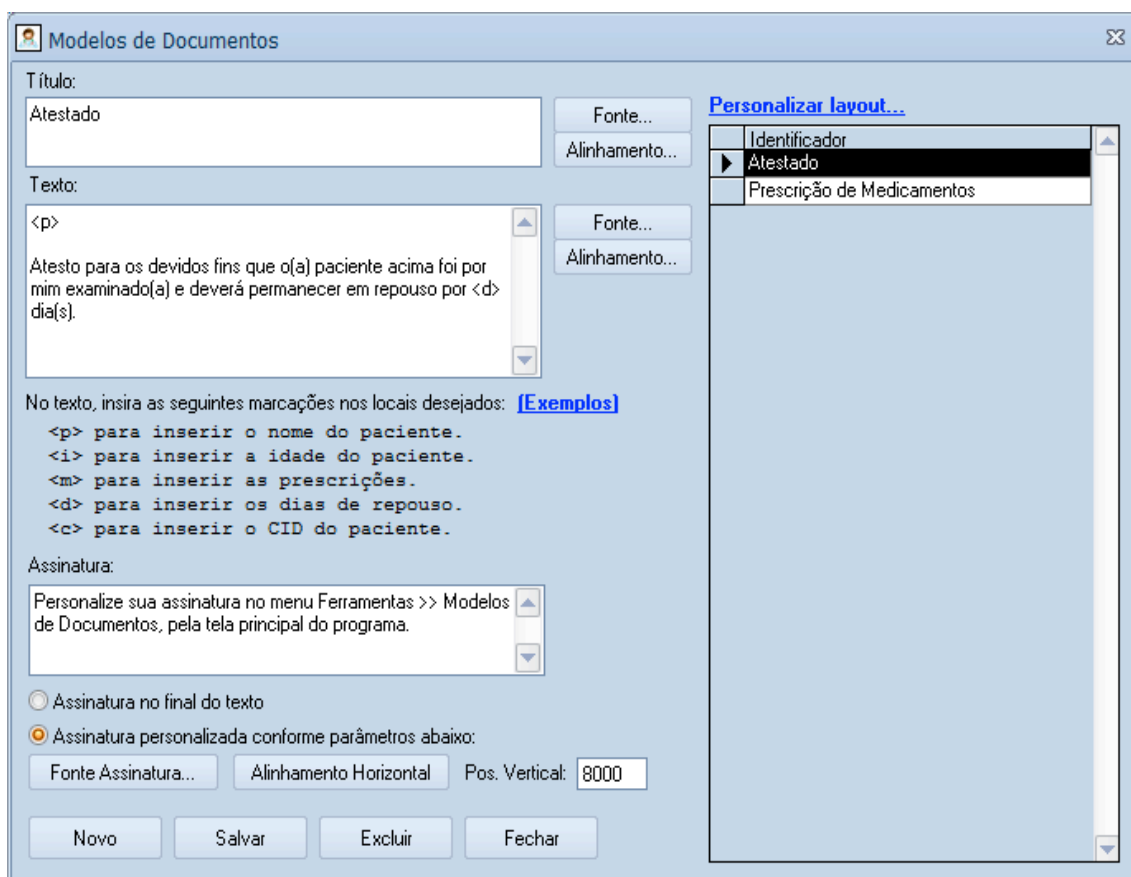 Modelos de Documentos
Título:
Atestado
Fonte...
Alinhamento...
Texto:
<p>
Atesto para os devidos fins que o(a) paciente acima foi por
mim examinado(a) e deverá permanecer em repouso por <d>
dia(s).
Fonte...
Alinhamento...
No texto, insira as seguintes marcações nos locais desejados: (Exemplos)
<p> para inserir o nome do paciente.
<i> para inserir a idade do paciente.
<m> para inserir as prescrições.
<d> para inserir os dias de repouso.
<c> para inserir o CID do paciente.
Assinatura:
Personalize sua assinatura no menu Ferramentas >> Modelos
de Documentos, pela tela principal do programa.
Assinatura no final do texto
Assinatura personalizada conforme parâmetros abaixo:
Fonte Assinatura... Alinhamento Horizontal Pos. Vertical: 8000
Novo Salvar Excluir Fechar
Personalizar layout...
Identificador
Atestado
Prescrição de Medicamentos